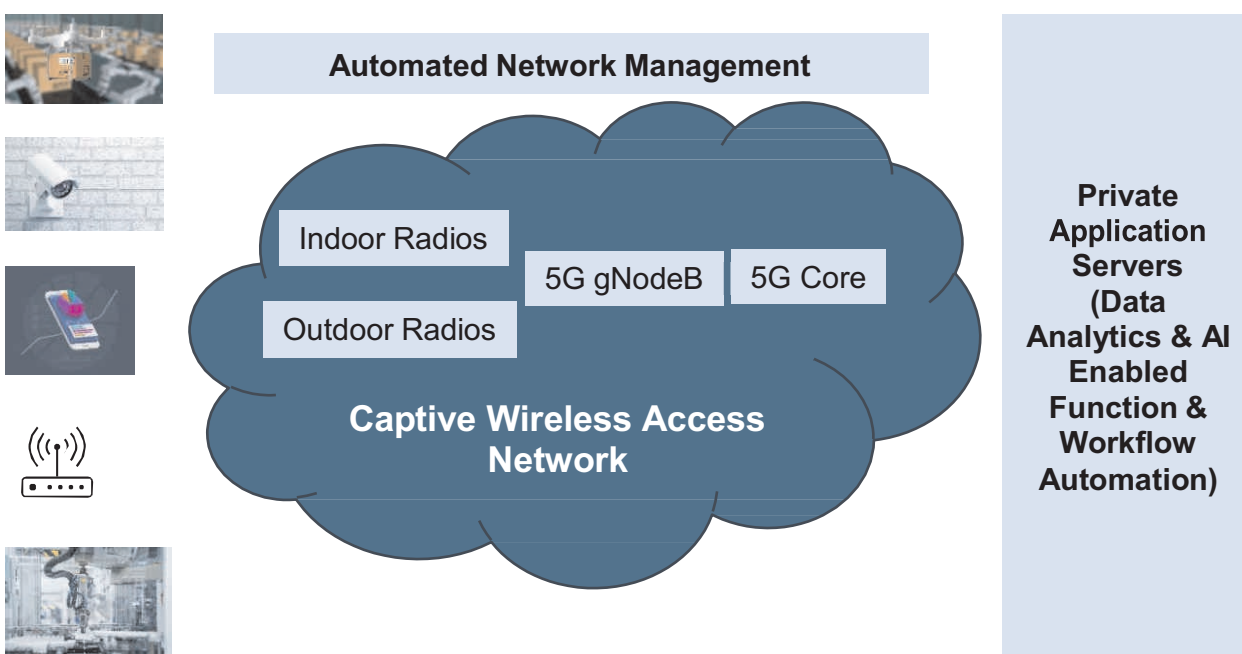 Automated Network Management
Indoor Radios
5G gNodeB
5G Core
Outdoor Radios
Captive Wireless Access
Network
Private
Application
Servers
(Data
Analytics & AI
Enabled
Function &
Workflow
Automation)